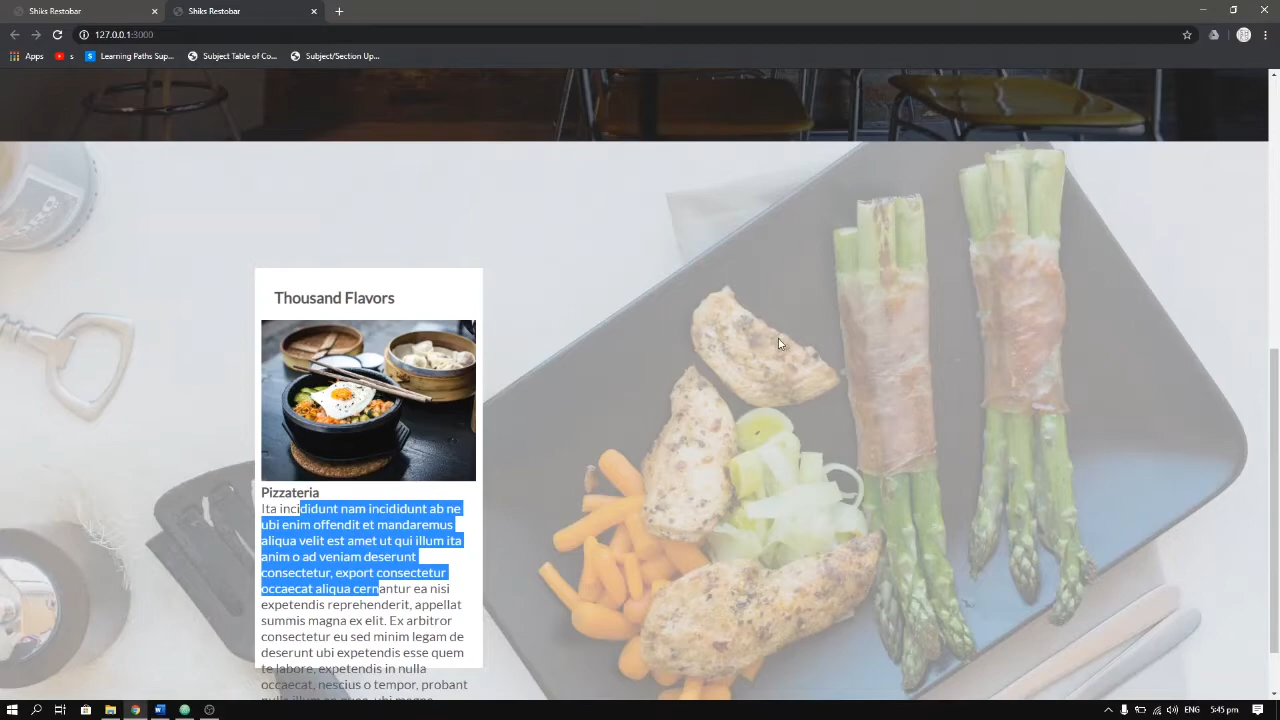 Shiks Restobar
Shiks Restobar
127.0.0.1:3000
Apps
s
Learning Paths Sup...
Subject Table of Co...
Subject/Section Up...
Thousand Flavors
Pizzateria
Ita incididunt nam incididunt ab ne
ubi enim offendit et mandaremus
aliqua velit est amet ut qui illum ita
anim o ad veniam deserunt
consectetur, export consectetur
occaecat aliqua cernantur ea nisi
expetendis reprehenderit, appellat
summis magna ex elit. Ex arbitror
consectetur eu sed minim legam de
deserunt ubi expetendis esse quem
te labore, expetendis in nulla
occaecat, nescius o tempor, probant
ENG
5:45 pm